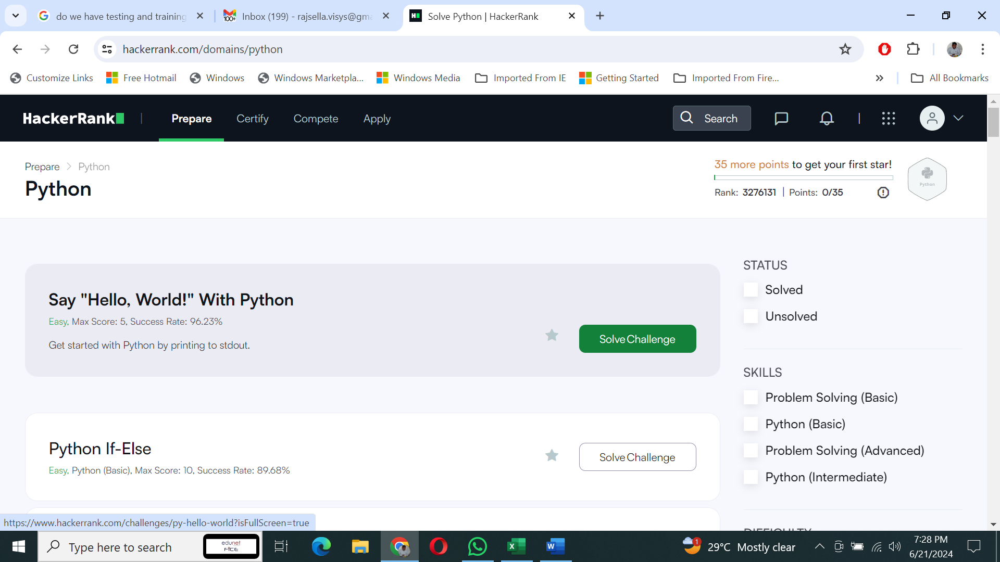 do we have testing and training
Inbox (199) - rajsella.visys@gma
Solve Python | HackerRank
hackerrank.com/domains/python
Customize Links
Free Hotmail
Windows
Windows Marketpla...
Windows Media
Imported From IE
Getting Started
Imported From Fire...
All Bookmarks
HackerRank
Prepare
Certify
Compete
Apply
Search
Prepare > Python
Python
35 more points to get your first star!
Rank: 3276131 | Points: 0/35
Python
Say "Hello, World!" With Python
Easy, Max Score: 5, Success Rate: 96.23%
Get started with Python by printing to stdout.
Solve Challenge
Python If-Else
Easy, Python (Basic), Max Score: 10, Success Rate: 89.68%
Solve Challenge
STATUS
Solved
Unsolved
SKILLS
Problem Solving (Basic)
Python (Basic)
Problem Solving (Advanced)
Python (Intermediate)
DIFFICULTY
https://www.hackerrank.com/challenges/py-hello-world?isFullScreen=true
Type here to search
edunet
29°C Mostly clear
7:28 PM
6/21/2024